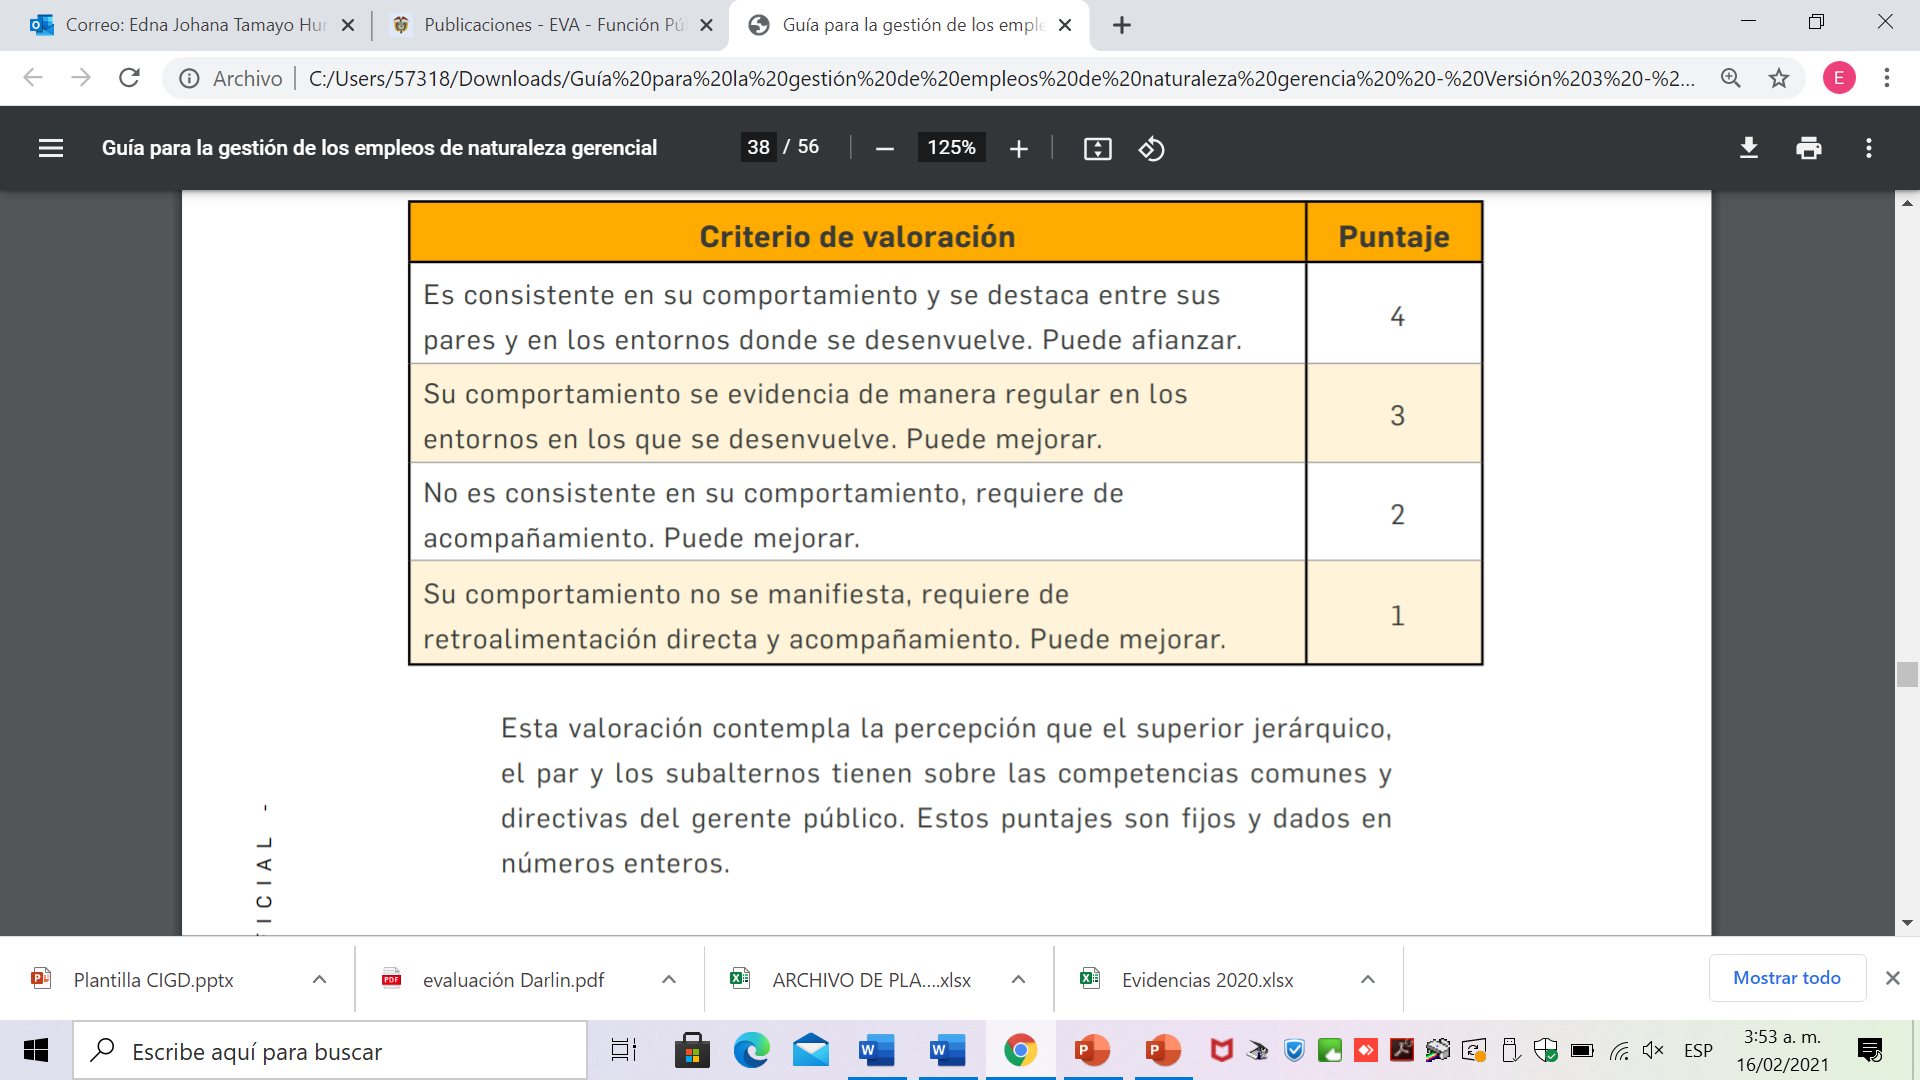 Correo: Edna Johana Tamayo Hur
Publicaciones - EVA - Función Pú
Guía para la gestión de los emple
Archivo
C:/Users/57318/Downloads/Guía%20para%20la%20gestión%20de%20empleos%20de%20naturaleza%20gerencia%20%20-%20Versión%203%20-%2...
E
Guía para la gestión de los empleos de naturaleza gerencial
38 / 56
125%
Criterio de valoración
Puntaje
Es consistente en su comportamiento y se destaca entre sus
pares y en los entornos donde se desenvuelve. Puede afianzar.
4
Su comportamiento se evidencia de manera regular en los
entornos en los que se desenvuelve. Puede mejorar.
3
No es consistente en su comportamiento, requiere de
acompañamiento. Puede mejorar.
2
Su comportamiento no se manifiesta, requiere de
retroalimentación directa y acompañamiento. Puede mejorar.
1
Esta valoración contempla la percepción que el superior jerárquico,
el par y los subalternos tienen sobre las competencias comunes y
directivas del gerente público. Estos puntajes son fijos y dados en
números enteros.
ICIAL -
Plantilla CIGD.pptx
evaluación Darlin.pdf
ARCHIVO DE PLA....xlsx
Evidencias 2020.xlsx
Mostrar todo
Escribe aquí para buscar
ESP
3:53 a. m.
16/02/2021